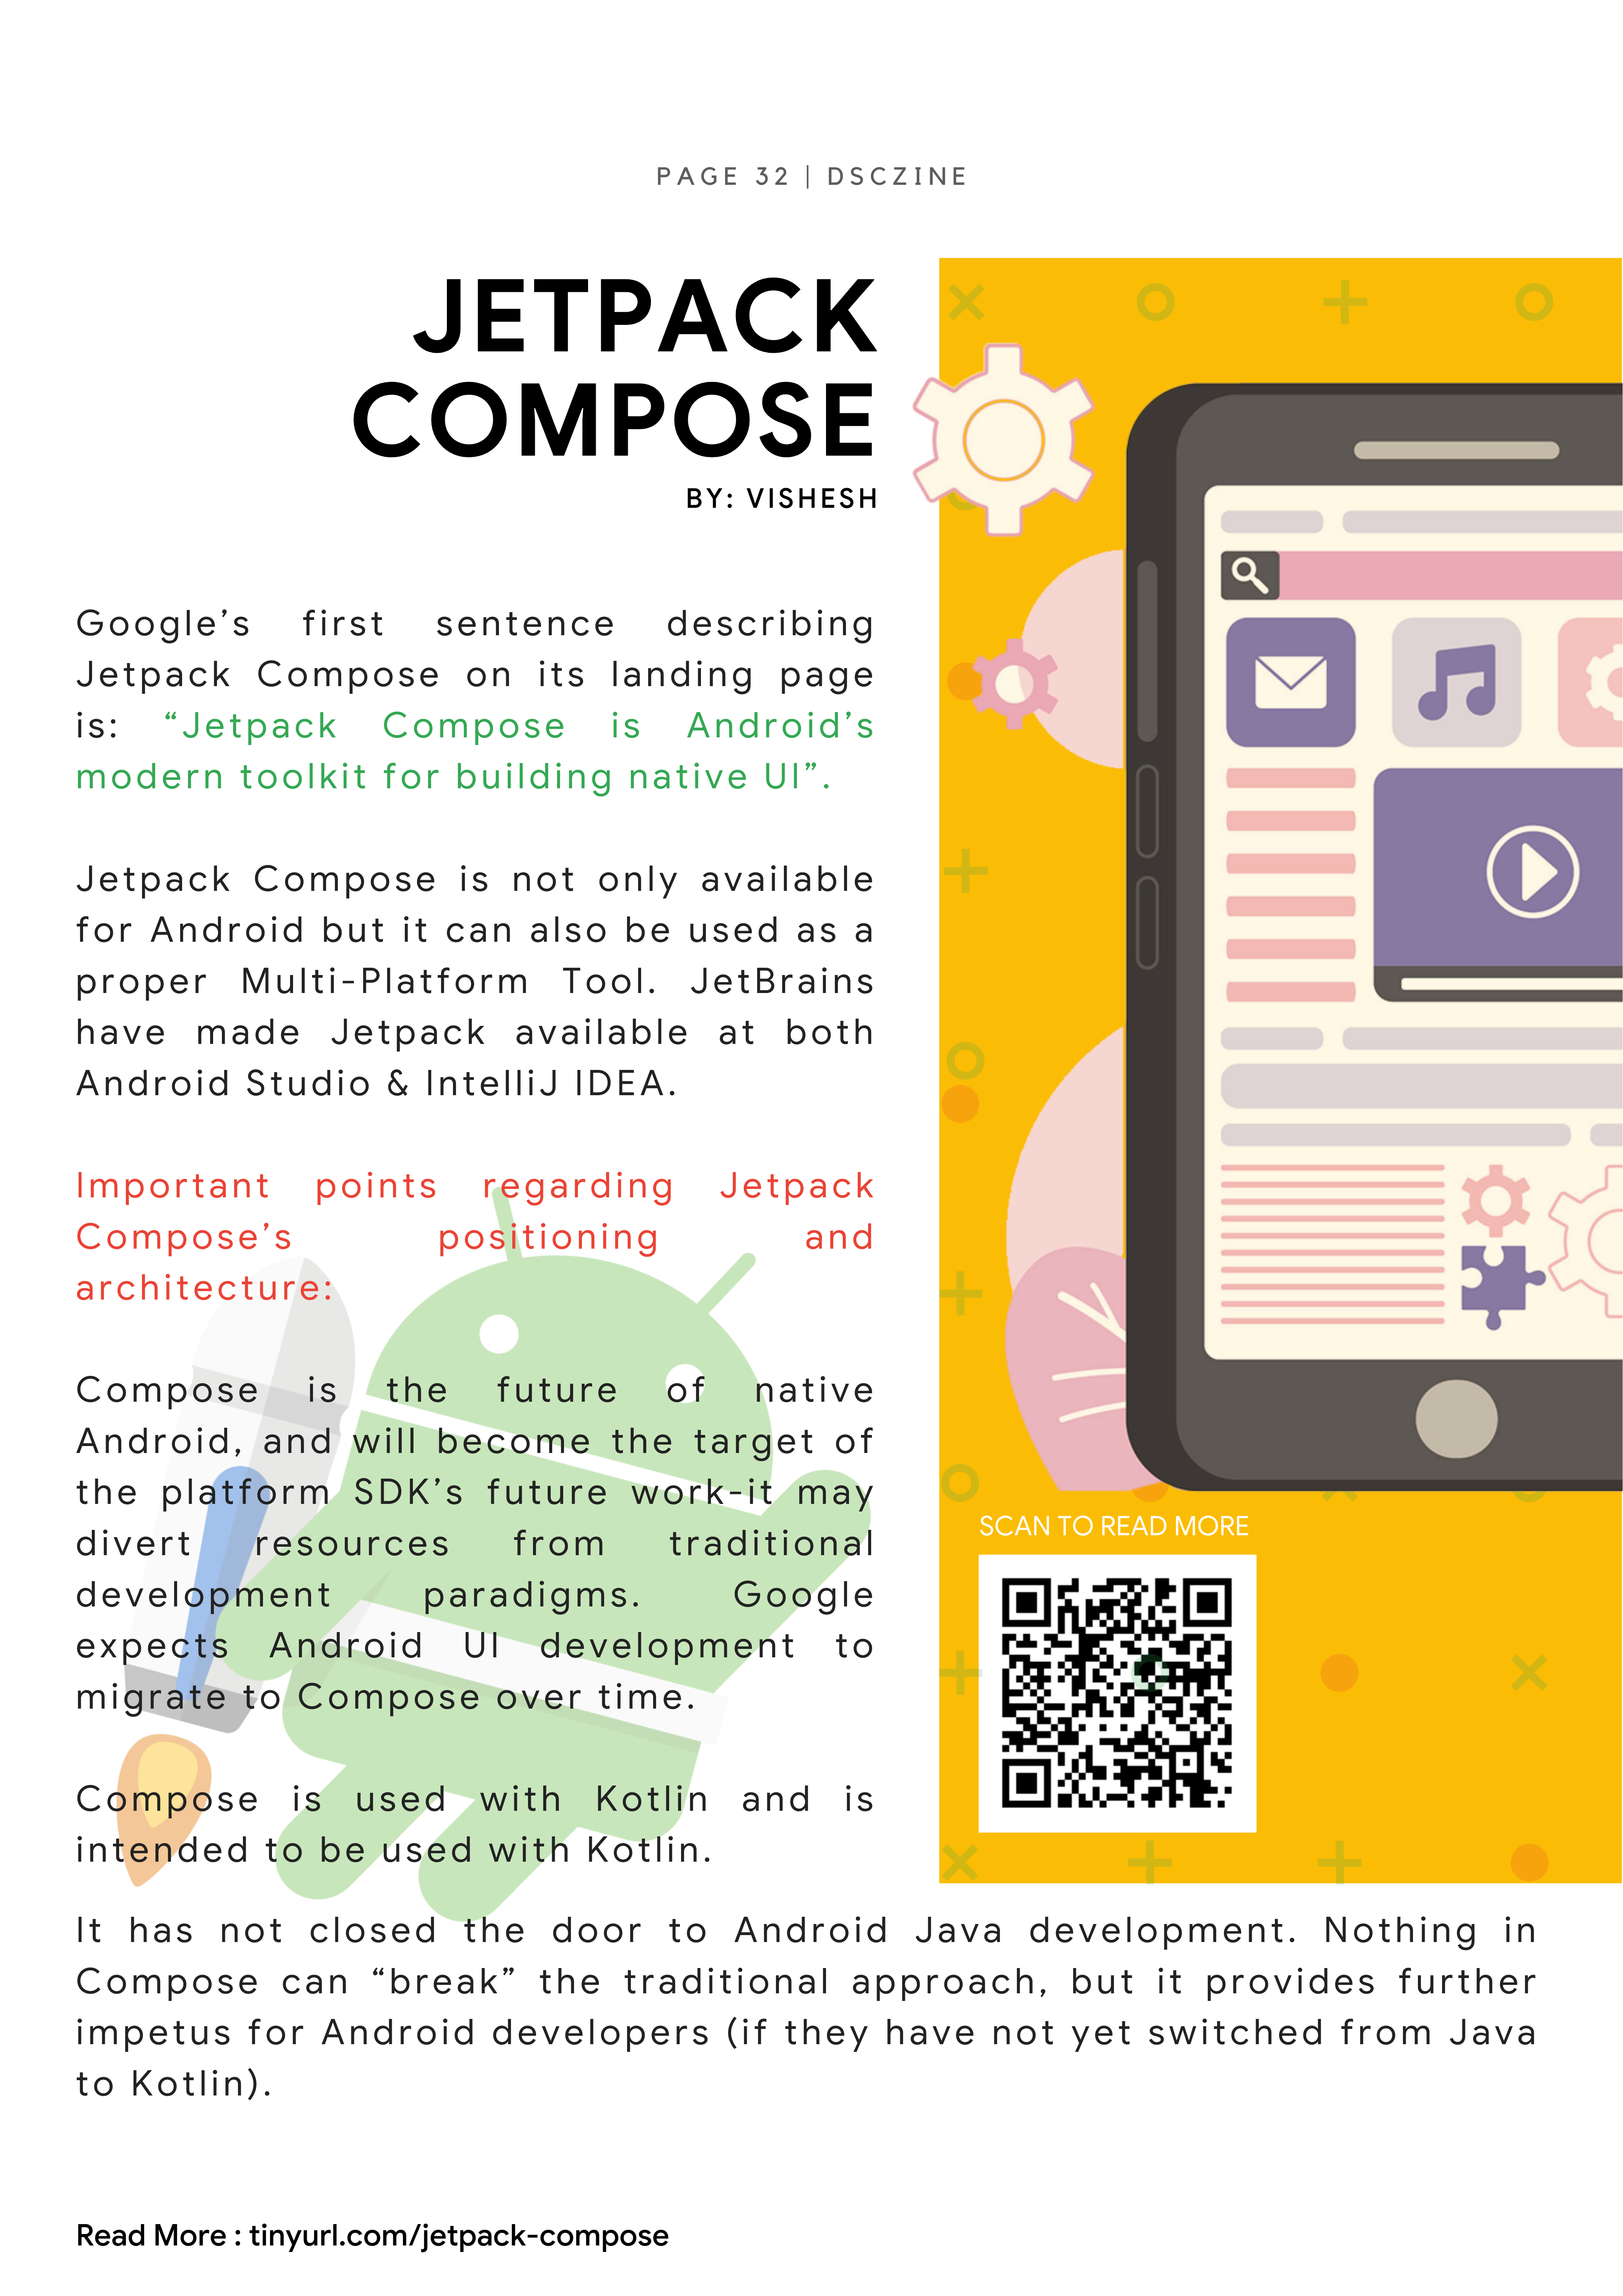 PAGE 32 | DSCZINE
JETPACK
COMPOSE
BY: VISHESH
Google’s first sentence describing
Jetpack Compose on its landing page
is: “Jetpack Compose is Android’s
modern toolkit for building native UI”.
Jetpack Compose is not only available
for Android but it can also be used as a
proper Multi-Platform Tool. JetBrains
have made Jetpack available at both
Android Studio & IntelliJ IDEA.
Important points regarding Jetpack
Compose’s positioning and
architecture:
Compose is the future of native
Android, and will become the target of
the platform SDK’s future work-it may
divert resources from traditional
development paradigms. Google
expects Android UI development to
migrate to Compose over time.
Compose is used with Kotlin and is
intended to be used with Kotlin.
It has not closed the door to Android Java development. Nothing in
Compose can “break” the traditional approach, but it provides further
impetus for Android developers (if they have not yet switched from Java
to Kotlin).
SCAN TO READ MORE
Read More : tinyurl.com/jetpack-compose